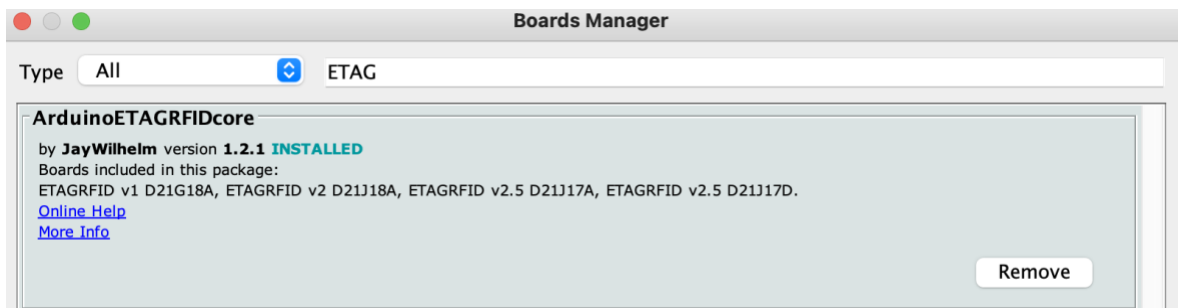 Boards Manager
Type All ETAG
ArduinoETAGRFIDcore
by JayWilhelm version 1.2.1 INSTALLED
Boards included in this package:
ETAGRFID v1 D21G18A, ETAGRFID v2 D21J18A, ETAGRFID v2.5 D21J17A, ETAGRFID v2.5 D21J17D.
Online Help
More Info
Remove